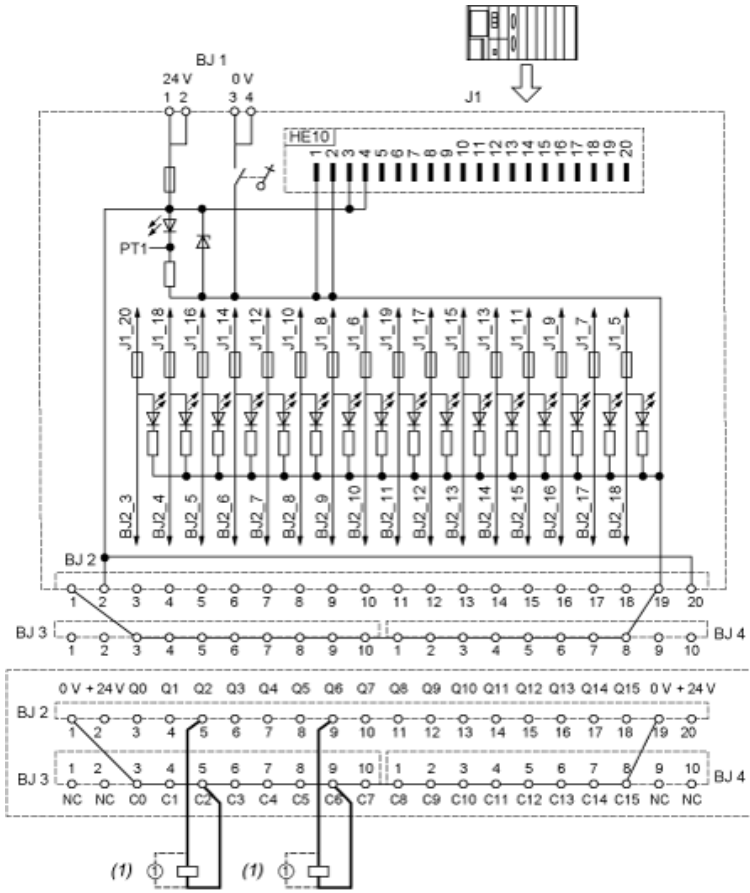 BJ 1
24 V 0 V
1 2 3 4
J1
HE10
1 2 3 4 5 6 7 8 9 10 11 12 13 14 15 16 17 18 19 20
PT1
J1_20 J1_18 J1_16 J1_14 J1_12 J1_10 J1_8 J1_6 J1_19 J1_17 J1_15 J1_13 J1_11 J1_9 J1_7 J1_5
BJ2_3 BJ2_4 BJ2_5 BJ2_6 BJ2_7 BJ2_8 BJ2_9 BJ2_10 BJ2_11 BJ2_12 BJ2_13 BJ2_14 BJ2_15 BJ2_16 BJ2_17 BJ2_18
BJ 2
1 2 3 4 5 6 7 8 9 10 11 12 13 14 15 16 17 18 19 20
BJ 3 BJ 4
1 2 3 4 5 6 7 8 9 10 1 2 3 4 5 6 7 8 9 10
0 V + 24 V Q0 Q1 Q2 Q3 Q4 Q5 Q6 Q7 Q8 Q9 Q10 Q11 Q12 Q13 Q14 Q15 0 V + 24 V
BJ 2
1 2 3 4 5 6 7 8 9 10 11 12 13 14 15 16 17 18 19 20
1 2 3 4 5 6 7 8 9 10 1 2 3 4 5 6 7 8 9 10
BJ 3 BJ 4
NC NC C0 C1 C2 C3 C4 C5 C6 C7 C8 C9 C10 C11 C12 C13 C14 C15 NC NC
(1) 1 (1) 1